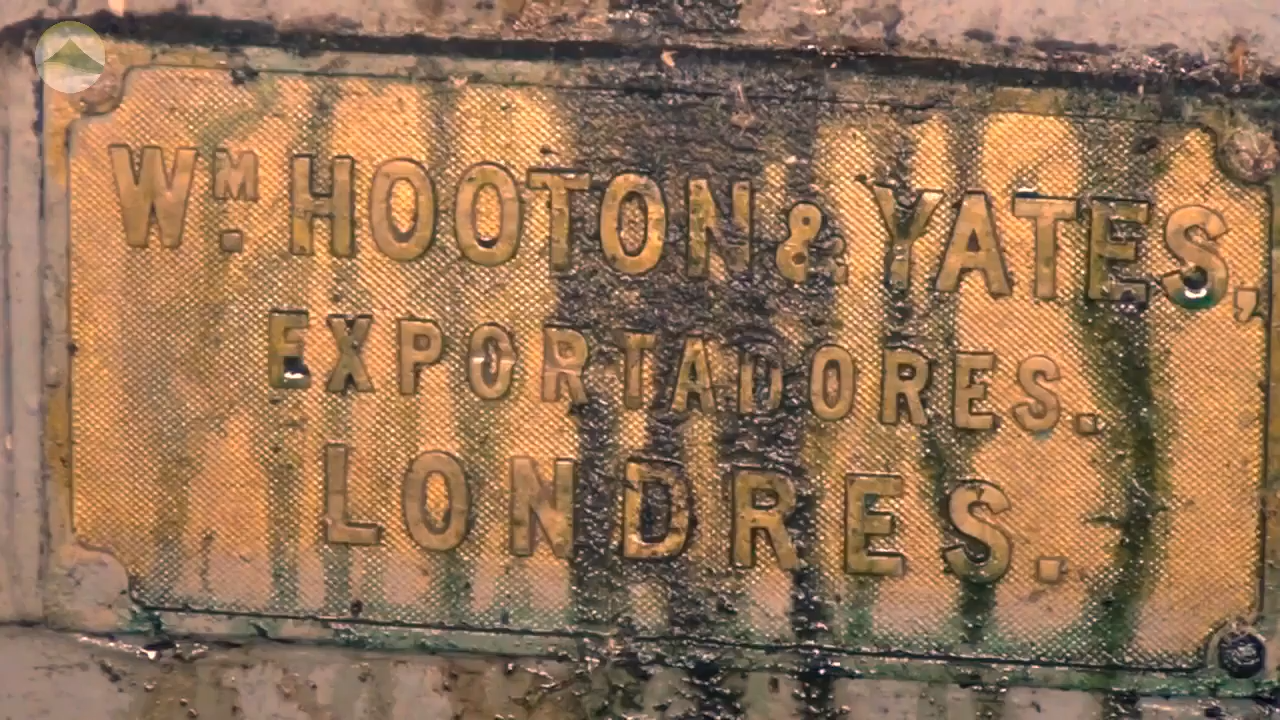 Wᴹ. HOOTON & YATES,
EXPORTADORES.
LONDRES.